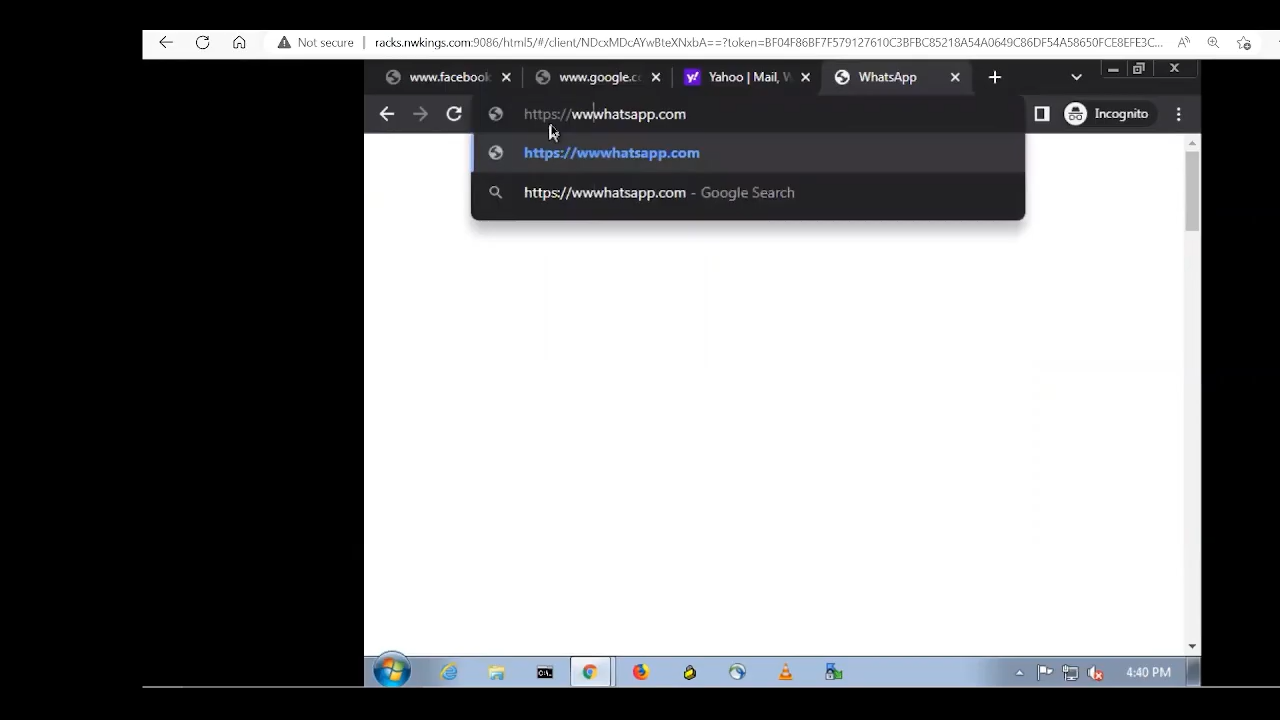 Not secure racks.nwkings.com:9086/html5/#/client/NDcxMDcAYwBteXNxbA==?token=BF04F86BF7F579127610C3BFBC85218A54A0649C86DF54A58650FCE8EFE3C...
www.facebook www.google.c Yahoo | Mail, W WhatsApp
https://wwwhatsapp.com Incognito
https://wwwhatsapp.com
https://wwwhatsapp.com - Google Search
4:40 PM